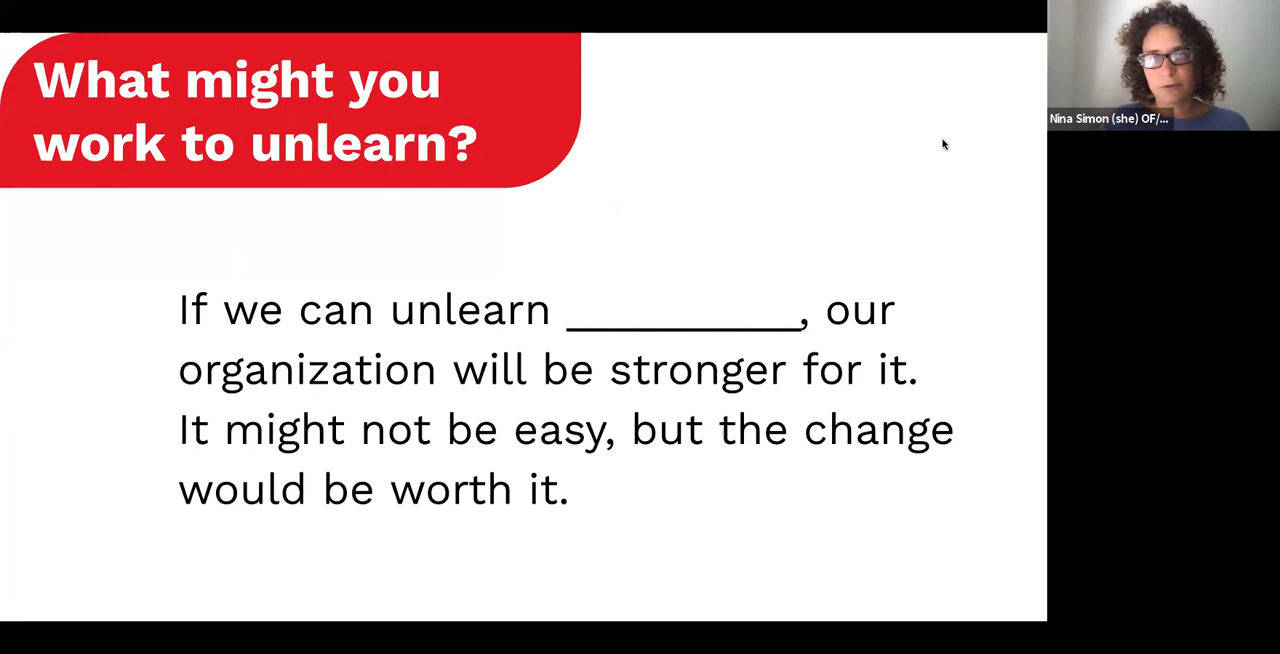 What might you
work to unlearn?
Nina Simon (she) OF/...
If we can unlearn __________, our
organization will be stronger for it.
It might not be easy, but the change
would be worth it.